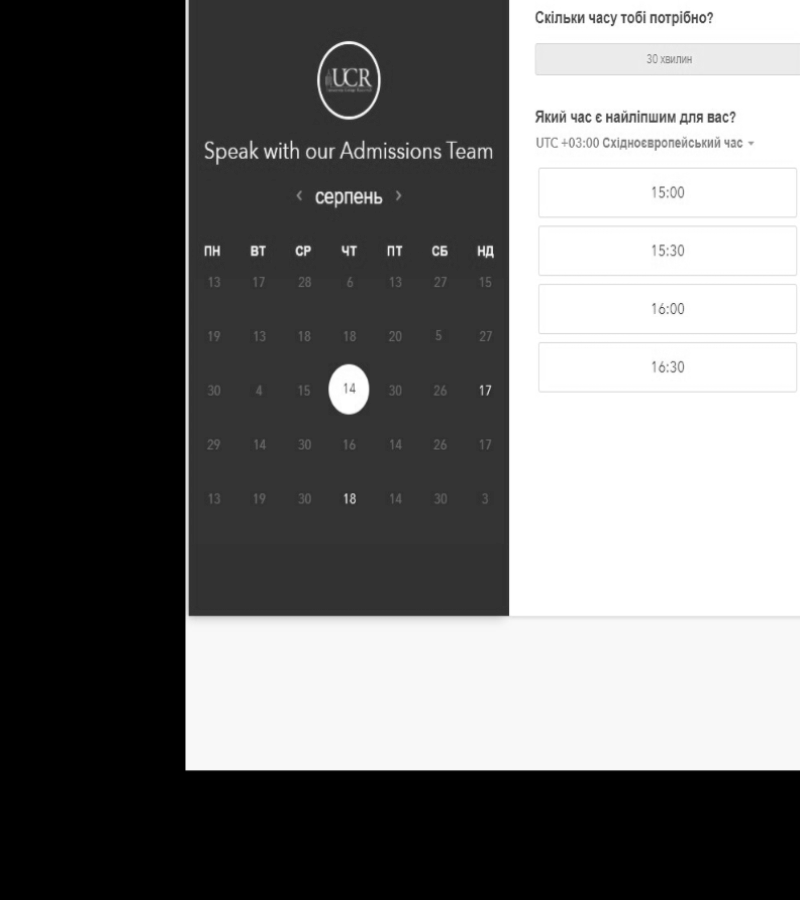 UCR
Speak with our Admissions Team
серпень
ПН ВТ СР ЧТ ПТ СБ НД
13 17 28 6 13 27 15
19 13 18 18 20 5 27
30 4 15 14 30 26 17
29 14 30 16 14 26 17
13 19 30 18 14 30 3
Скільки часу тобі потрібно?
30 хвилин
Який час є найліпшим для вас?
UTC +03:00 Східноєвропейський час
15:00
15:30
16:00
16:30